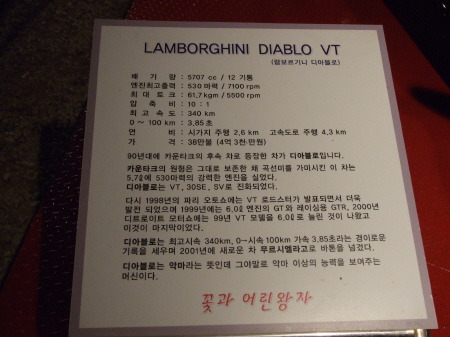 LAMBORGHINI DIABLO VT
(람보르기니 디아블로)
배 기 량 : 5707 cc / 12 기통
엔진최고출력 : 530 마력 / 7100 rpm
최 대 토 크 : 61,7kgm / 5500 rpm
압 축 비 : 10 : 1
최 고 속 도 : 340 km
0 ~ 100 km : 3,85초
연 비 : 시가지 주행 2,6 km 고속도로 주행 4,3 km
가 격 : 38만불 (4억 3천·만원)
90년대에 카운타크의 후속 차로 등장한 차가 디아블로입니다.
카운타크의 원형은 그대로 보존한 채 곡선미를 가미시킨 이 차는
5,7ℓ에 530마력의 강력한 엔진을 실었다.
디아블로는 VT, 30SE, SV로 진화되었다.
다시 1998년의 파리 오토쇼에는 VT 로드스터가 발표되면서 더욱
발전 되었으며 1999년에는 6.0ℓ 엔진의 GT와 레이싱용 GTR, 2000년
디트로이트 모터쇼에는 99년 VT 모델을 6,0ℓ로 늘린 것이 나왔고
이것이 마지막이었다.
디아블로는 최고시속 340km, 0—시속 100km 가속 3,85초라는 경이로운
기록을 세우며 2001년에 새로운 차 무르시엘라고로 바통을 넘겼다.
디아블로는 악마라는 뜻인데 그야말로 악마 이상의 능력을 보여주는
머신이다.
꽃과 어린왕자